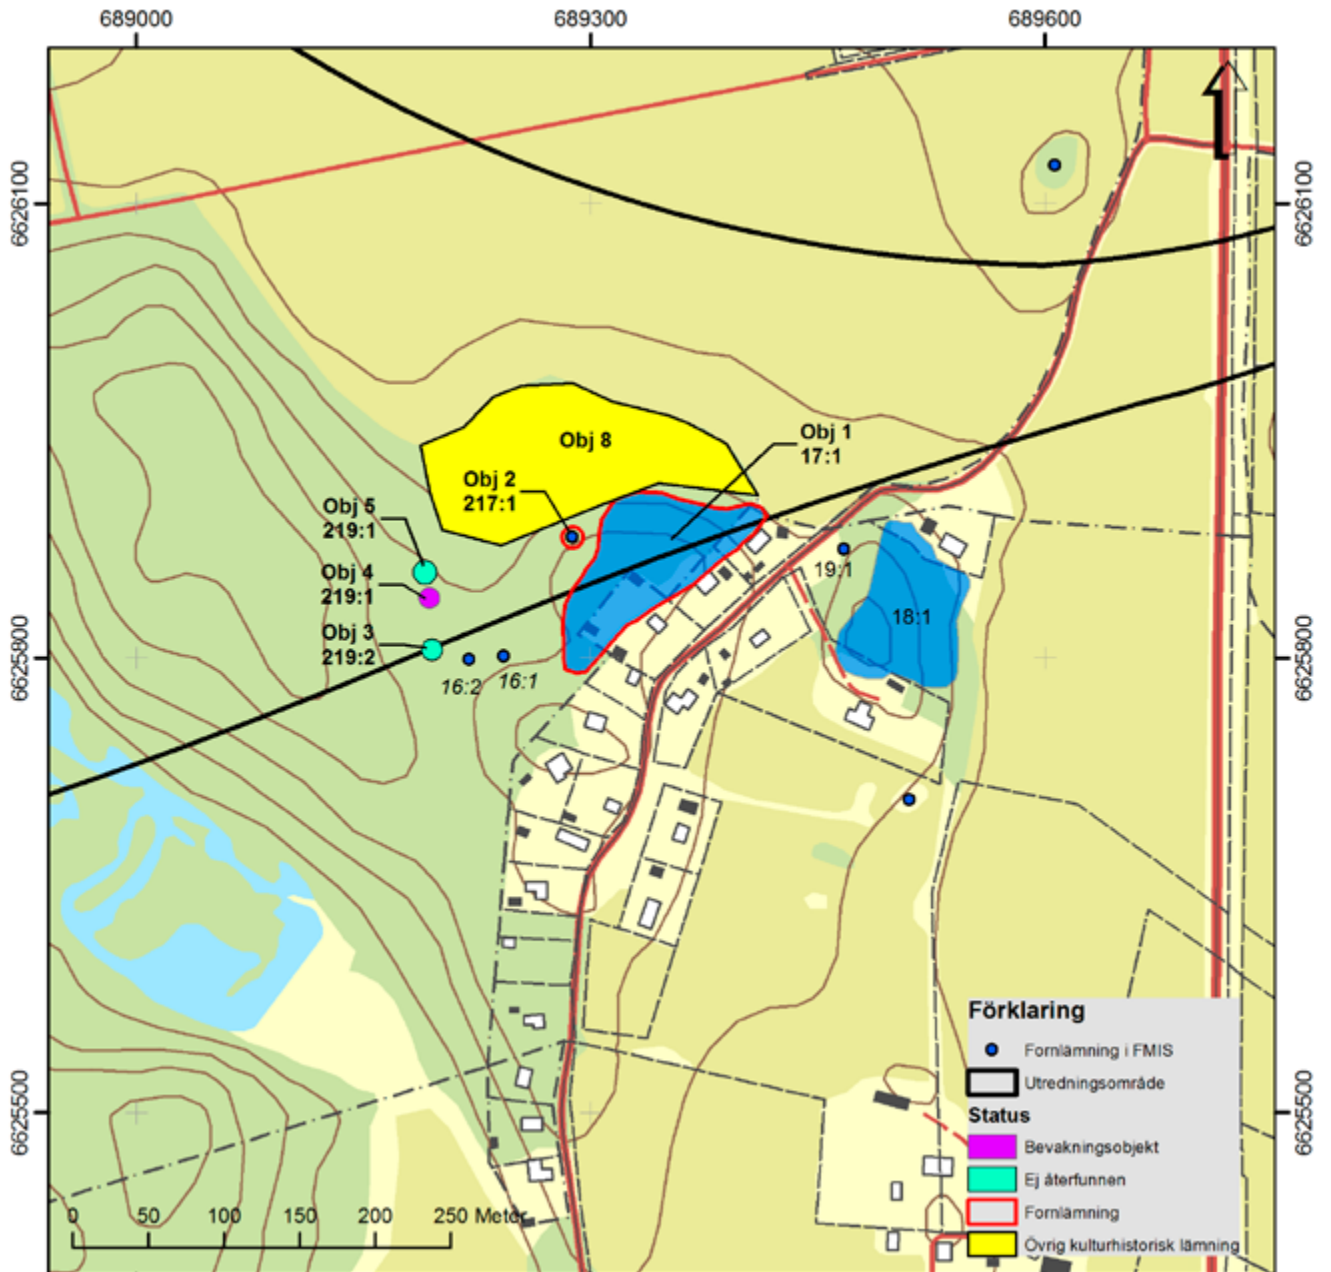 689000
689300
689600
6626100
6626100
Obj 8
Obj 1
17:1
Obj 2
217:1
Obj 5
219:1
Obj 4
219:1
Obj 3
219:2
16:2
16:1
19:1
18:1
6625800
6625800
6625500
6625500
Förklaring
Fornlämning i FMIS
Utredningsområde
Status
Bevakningsobjekt
Ej återfunnen
Fornlämning
Övrig kulturhistorisk lämning
0 50 100 150 200 250 Meter